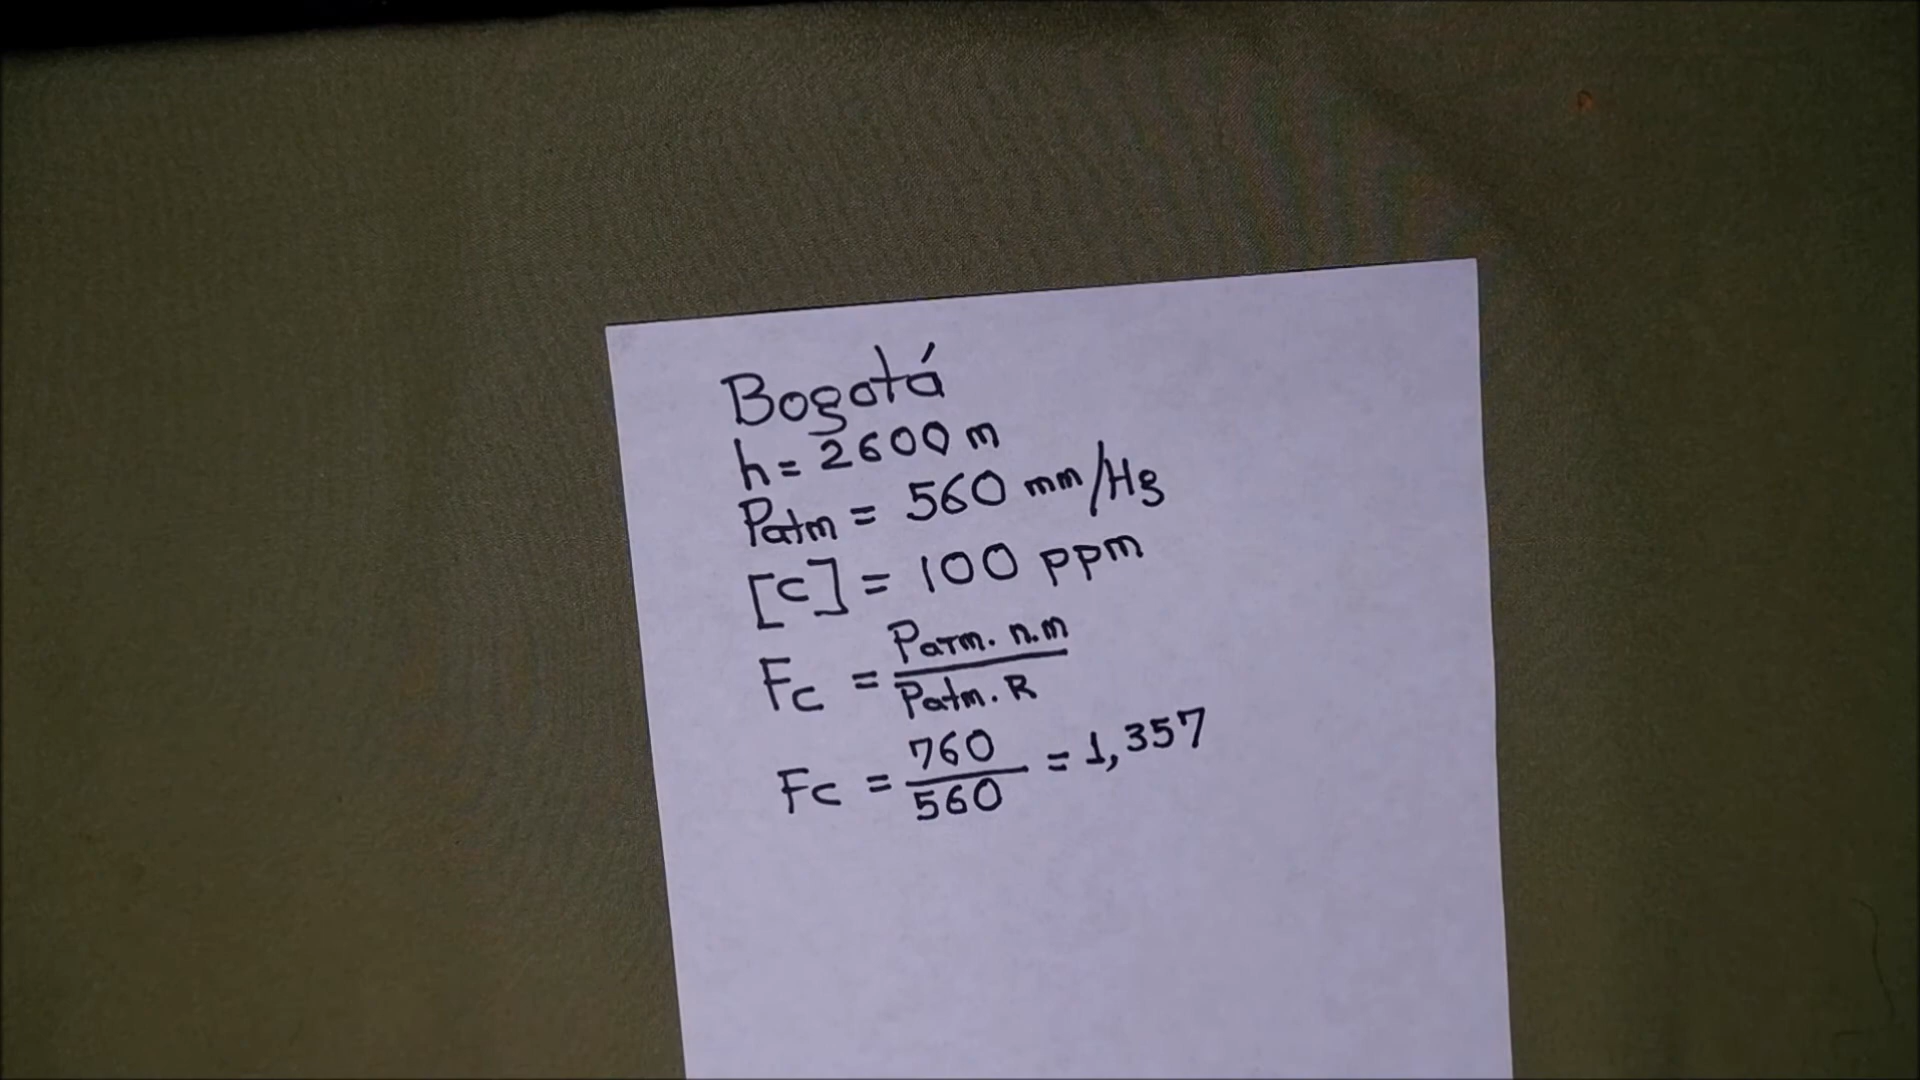 Bogotá
h = 2600 m
Patm = 560 mm/Hg
[c] = 100 ppm
Fc = Patm. n.m / Patm. R
Fc = 760 / 560 = 1,357